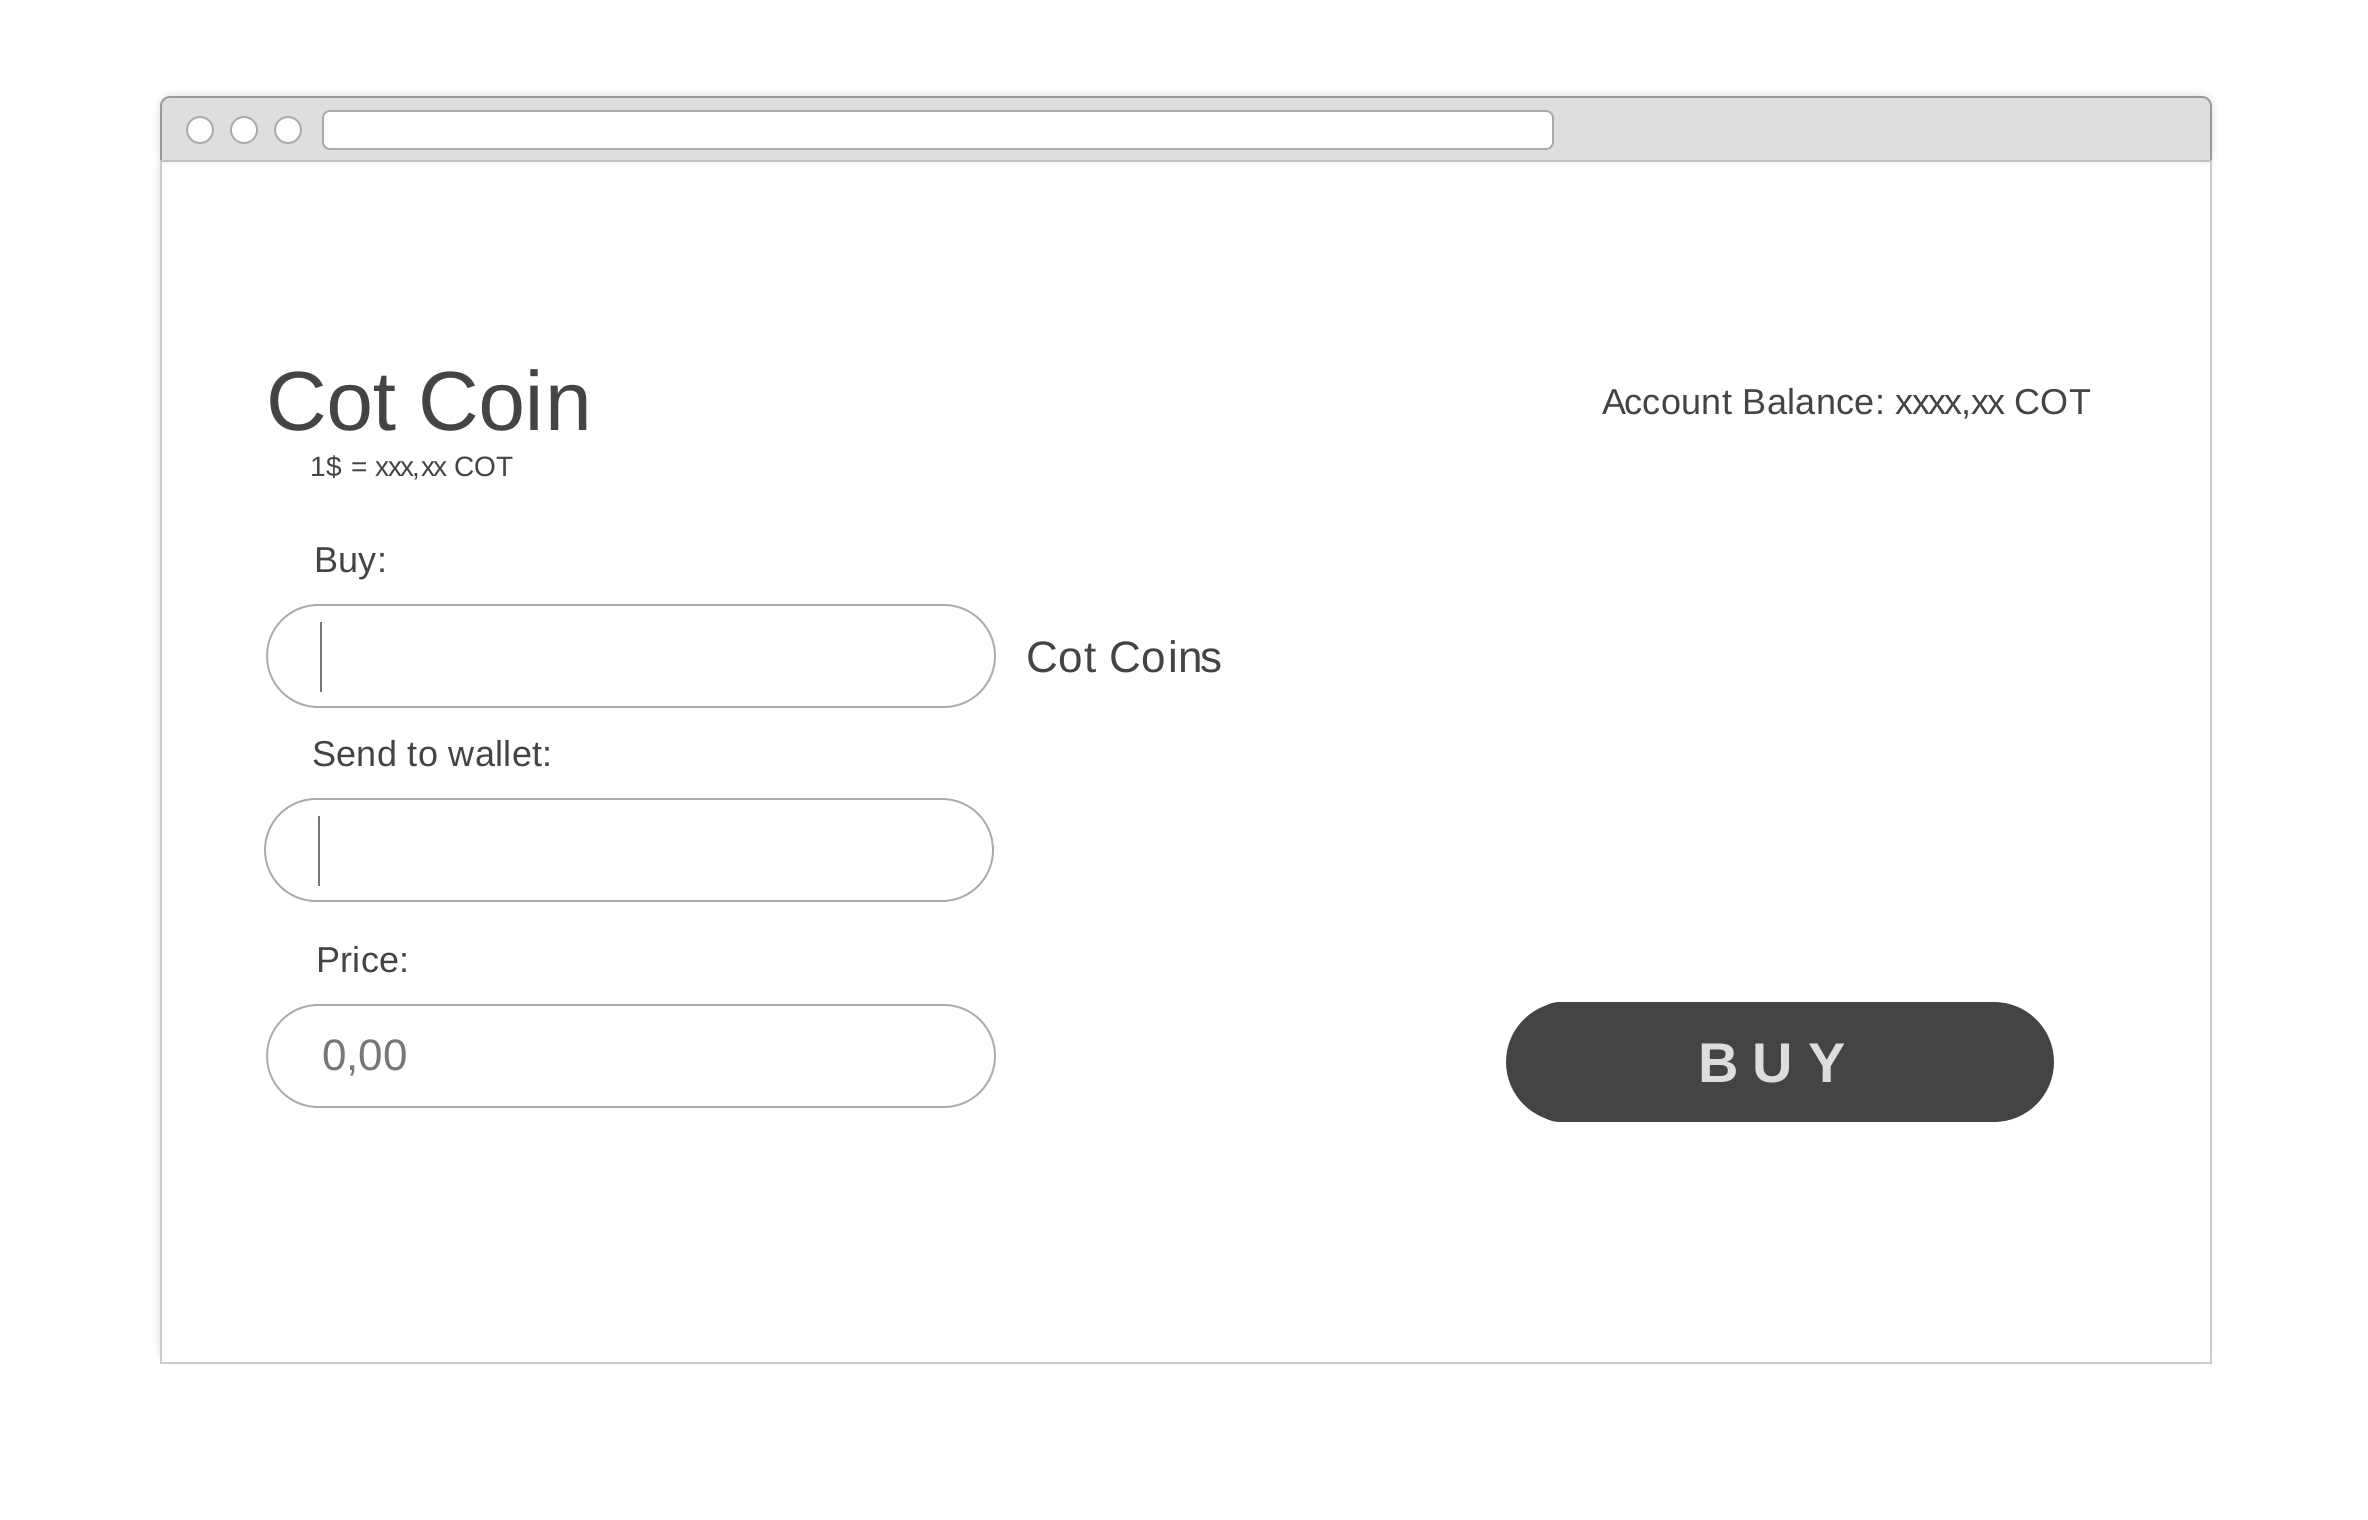 Cot Coin
Account Balance: xxxx,xx COT
1$ = xxx,xx COT
Buy:
Cot Coins
Send to wallet:
Price:
0,00
BUY